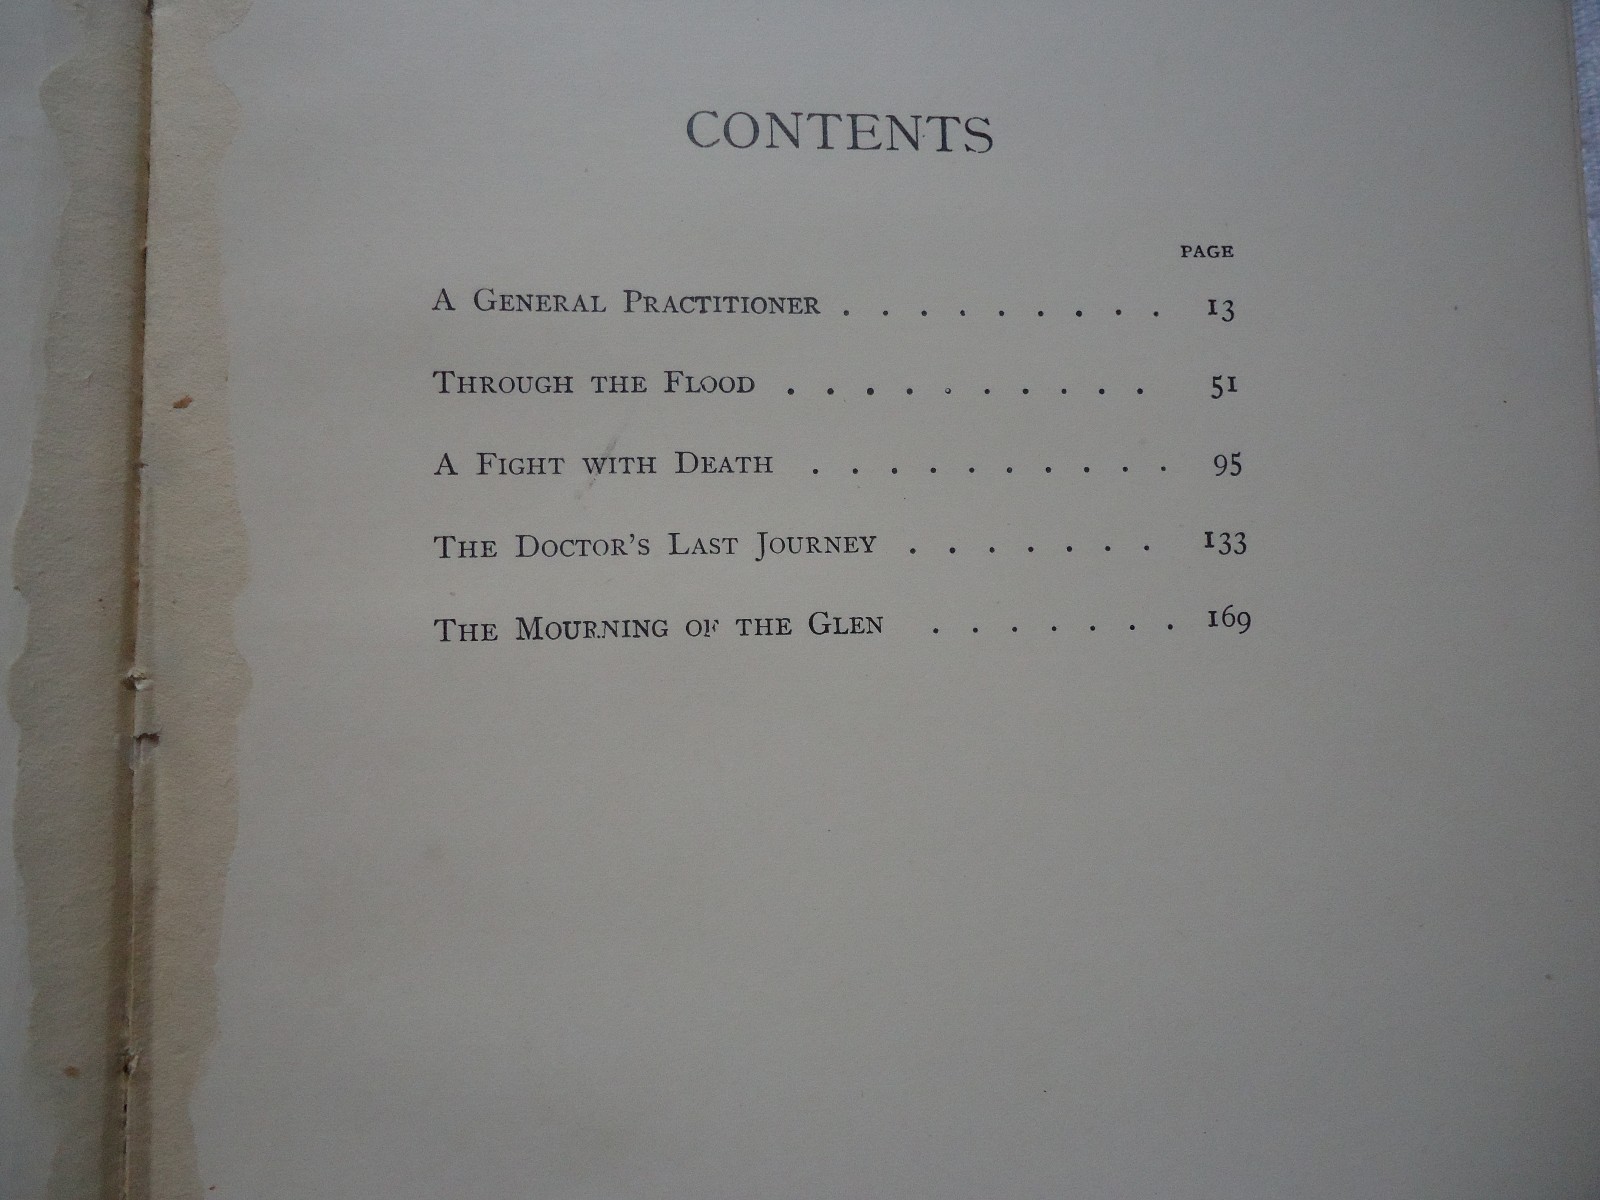 CONTENTS
PAGE
A GENERAL PRACTITIONER . . . . . . . . . 13
THROUGH THE FLOOD . . . . . . . . . . 51
A FIGHT WITH DEATH . . . . . . . . . . 95
THE DOCTOR'S LAST JOURNEY . . . . . . . 133
THE MOURNING OF THE GLEN . . . . . . . 169